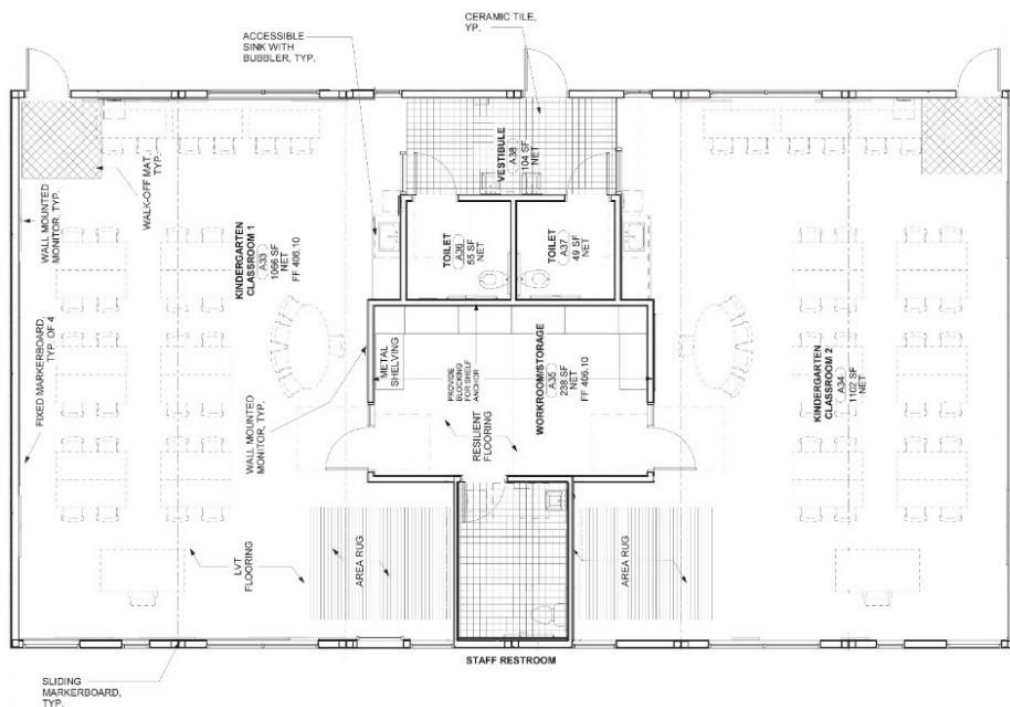 CERAMIC TILE,
YP.
ACCESSIBLE
SINK WITH
BUBBLER, TYP.
WALL MOUNTED
MONITOR, TYP.
WALK-OFF MAT,
TYP.
KINDERGARTEN
CLASSROOM 1
A33
1066 SF
NET
FF 406.10
VESTIBULE
A38
104 SF
NET
TOILET
A36
55 SF
NET
TOILET
A37
49 SF
NET
FIXED MARKERBOARD,
TYP. OF 4
WALL MOUNTED
MONITOR, TYP.
METAL
SHELVING
PROVIDE
BLOCKING
FOR SHELF
ANCHOR
RESILIENT
FLOORING
WORKROOM/STORAGE
A35
238 SF
NET
FF 406.10
KINDERGARTEN
CLASSROOM 2
A34
1102 SF
NET
LVT
FLOORING
AREA RUG
AREA RUG
STAFF RESTROOM
SLIDING
MARKERBOARD,
TYP.